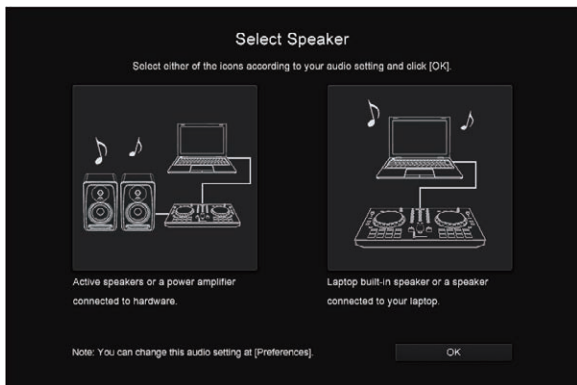 Select Speaker
Select either of the icons according to your audio setting and click [OK].
Active speakers or a power amplifier
connected to hardware.
Laptop built-in speaker or a speaker
connected to your laptop.
Note: You can change this audio setting at [Preferences].
OK